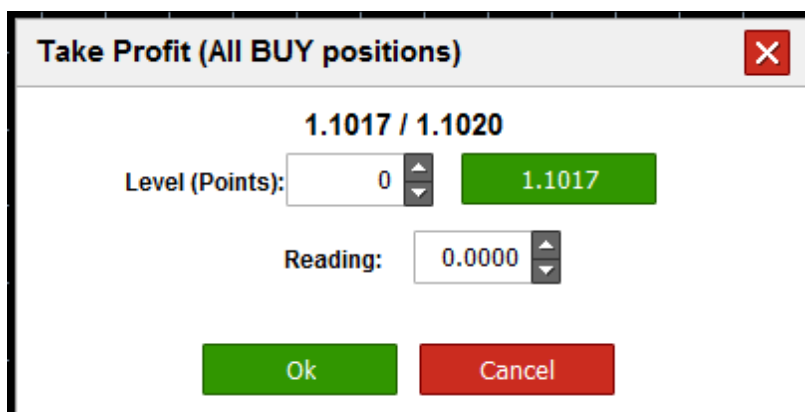 Take Profit (All BUY positions)
1.1017 / 1.1020
Level (Points): 0 1.1017
Reading: 0.0000
Ok Cancel